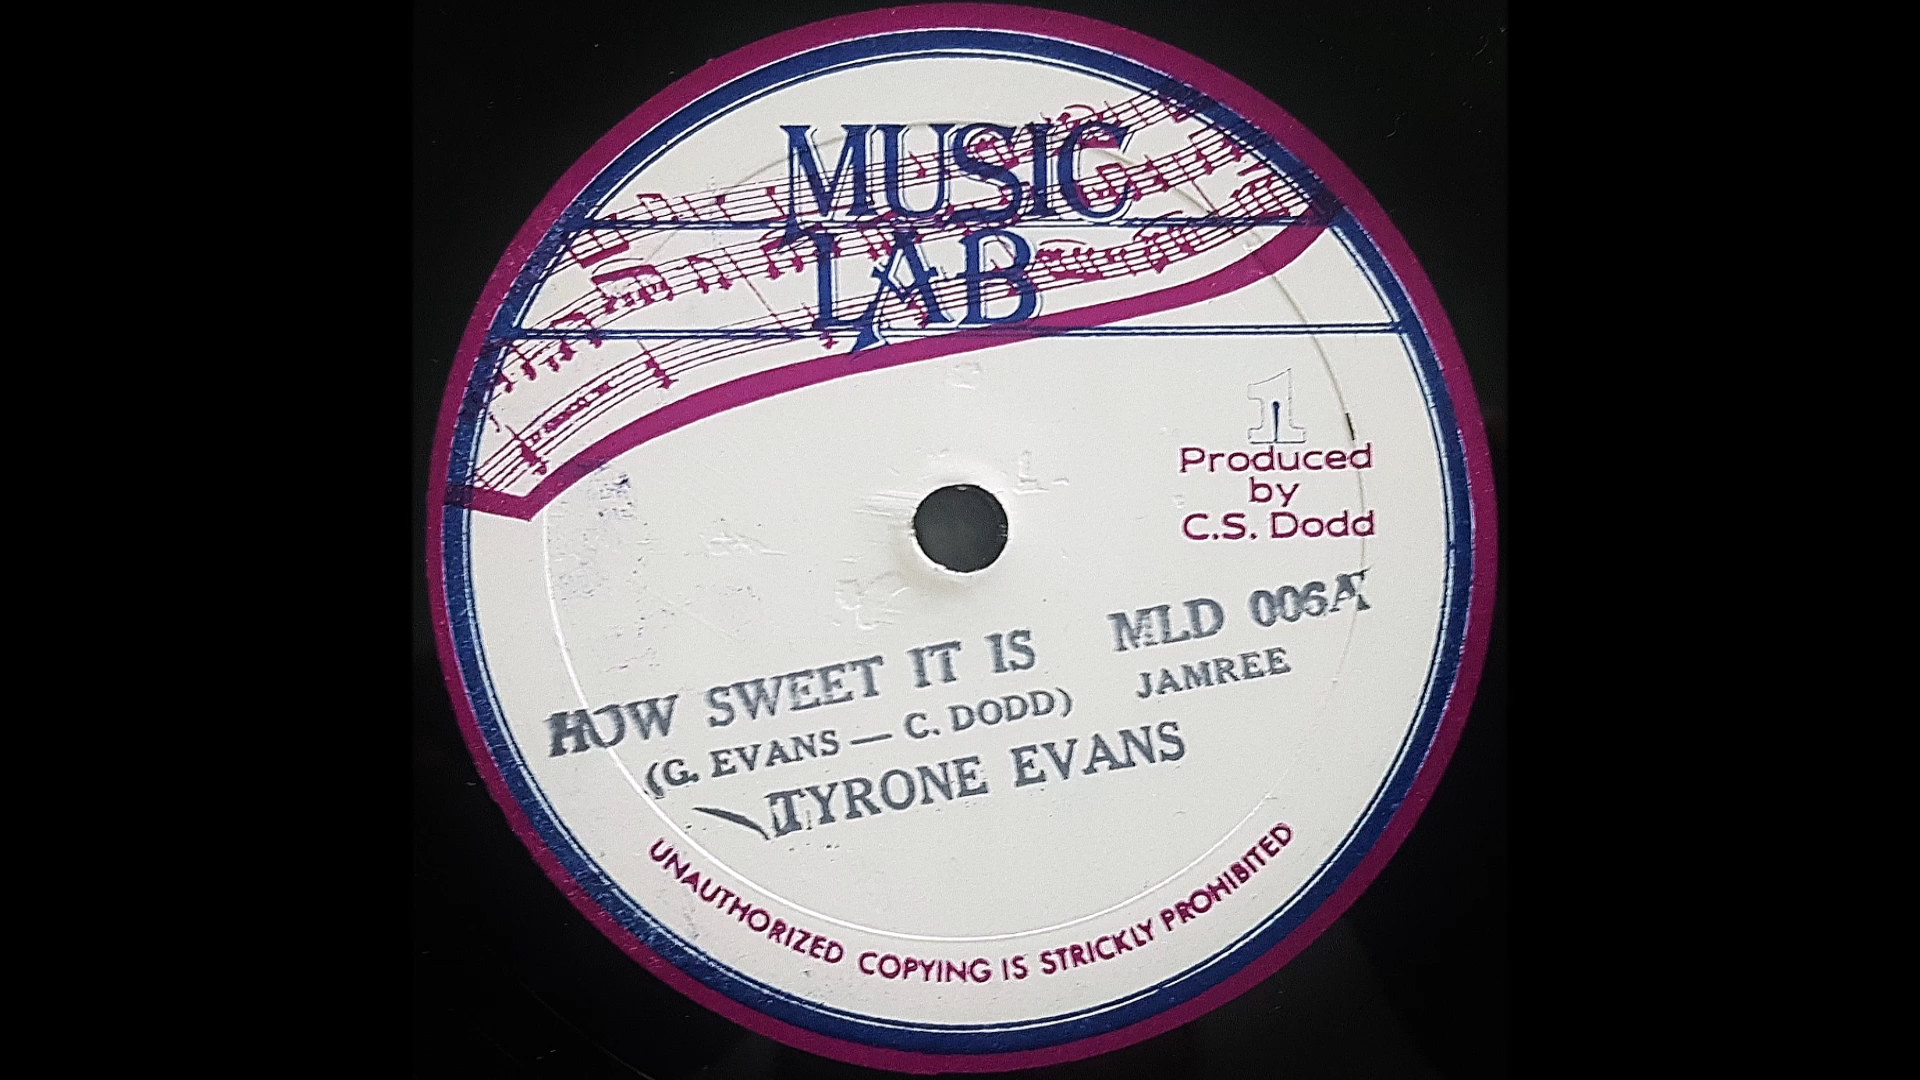 MUSIC
LAB
1
Produced
by
C.S. Dodd
HOW SWEET IT IS MLD 006A
(G. EVANS — C. DODD) JAMREE
TYRONE EVANS
UNAUTHORIZED COPYING IS STRICKLY PROHIBITED